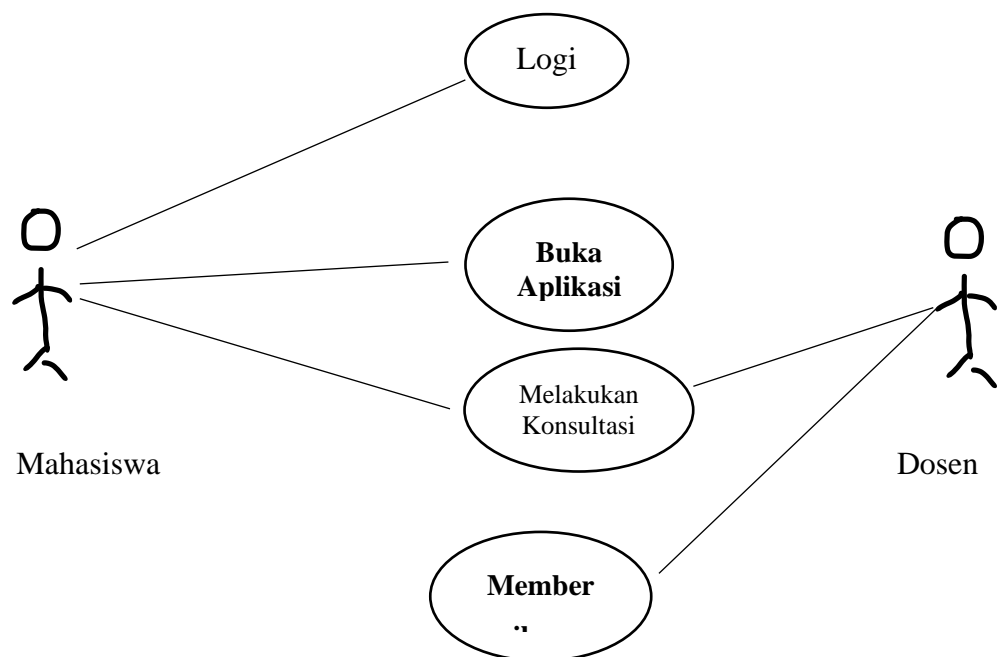 Logi
Buka
Aplikasi
Melakukan
Konsultasi
Mahasiswa
Dosen
Member